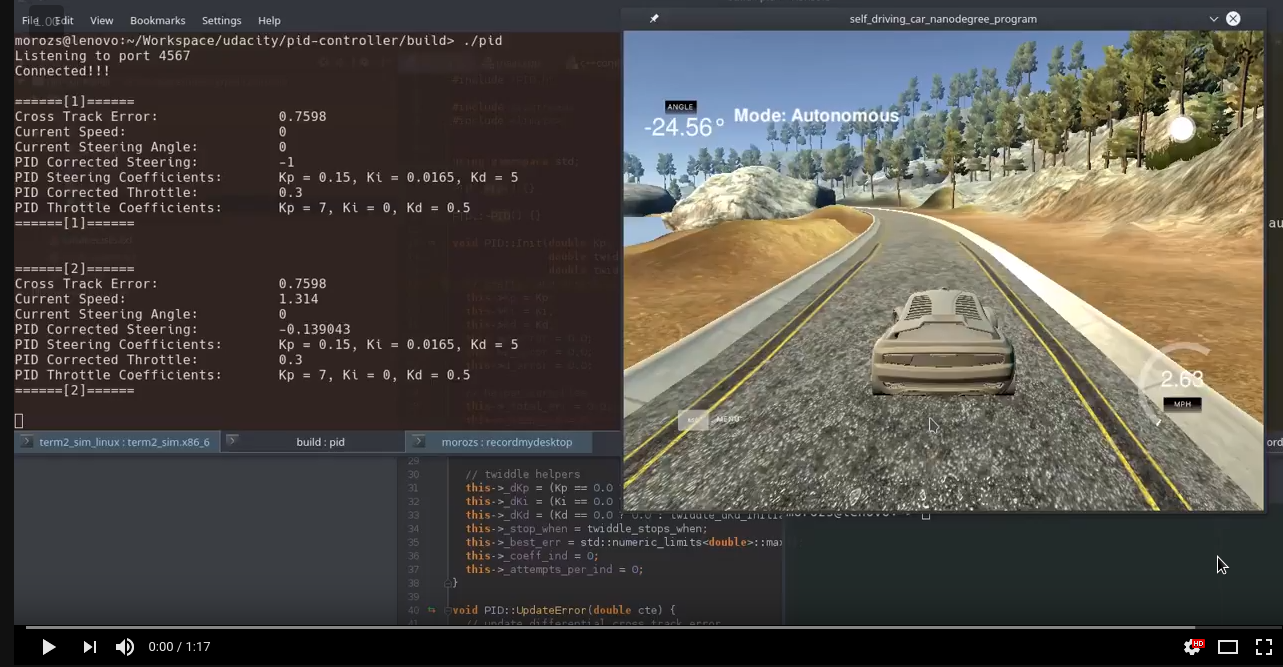 File Edit View Bookmarks Settings Help
1.00
self_driving_car_nanodegree_program
morozs@lenovo:~/Workspace/udacity/pid-controller/build> ./pid
Listening to port 4567
Connected!!!
======[1]======
Cross Track Error: 0.7598
Current Speed: 0
Current Steering Angle: 0
PID Corrected Steering: -1
PID Steering Coefficients: Kp = 0.15, Ki = 0.0165, Kd = 5
PID Corrected Throttle: 0.3
PID Throttle Coefficients: Kp = 7, Ki = 0, Kd = 0.5
======[1]======
======[2]======
Cross Track Error: 0.7598
Current Speed: 1.314
Current Steering Angle: 0
PID Corrected Steering: -0.139043
PID Steering Coefficients: Kp = 0.15, Ki = 0.0165, Kd = 5
PID Corrected Throttle: 0.3
PID Throttle Coefficients: Kp = 7, Ki = 0, Kd = 0.5
======[2]======
ANGLE
-24.56°
Mode: Autonomous
2.63
MPH
MENU
term2_sim_linux : term2_sim.x86_6
build : pid
morozs : recordmydesktop
29
30 // twiddle helpers
31 this->_dKp = (Kp == 0.0
32 this->_dKi = (Ki == 0.0
33 this->_dKd = (Kd == 0.0 ? 0.0 :
34 this->_stop_when = twiddle_stops_when;
35 this->_best_err = std::numeric_limits<double>::max
36 this->_coeff_ind = 0;
37 this->_attempts_per_ind = 0;
38 }
39
40 void PID::UpdateError(double cte) {
41 // update differential cross track error
0:00 / 1:17
HD